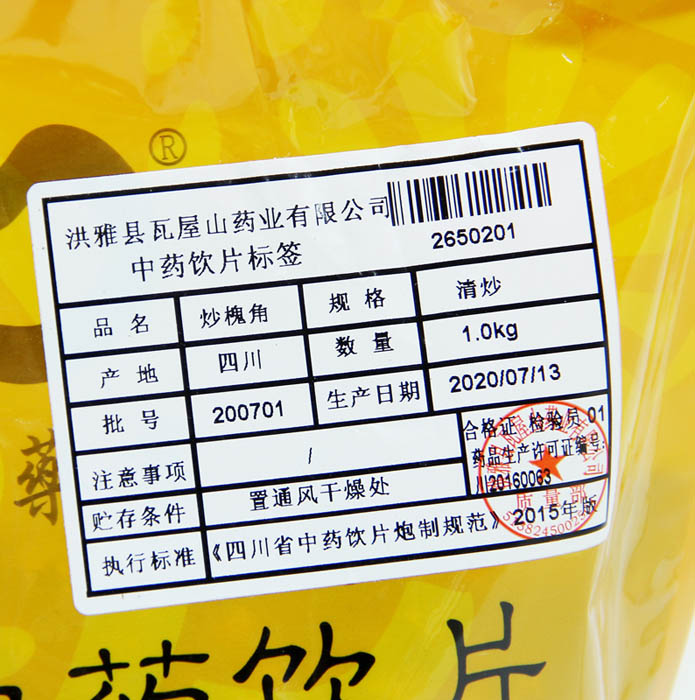 ®
洪雅县瓦屋山药业有限公司
中药饮片标签
2650201
品名 炒槐角 规格 清炒
产地 四川 数量 1.0kg
批号 200701 生产日期 2020/07/13
注意事项 /
合格证 检验员 01
药品生产许可证编号:
川20160063
贮存条件 置通风干燥处
执行标准 《四川省中药饮片炮制规范》2015年版
质量部
藥
药饮片